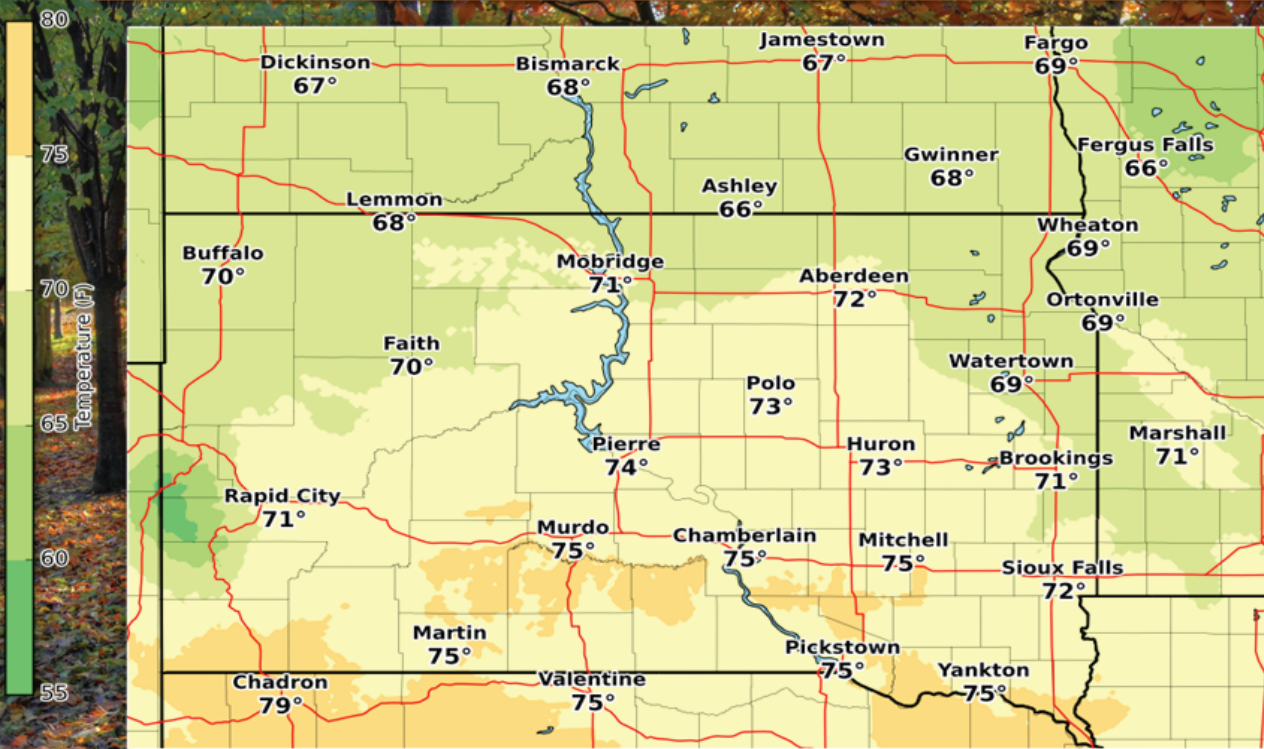 80
75
70
65
60
55
Temperature (F)
Jamestown
67°
Fargo
69°
Dickinson
67°
Bismarck
68°
Fergus Falls
66°
Gwinner
68°
Ashley
66°
Lemmon
68°
Wheaton
69°
Buffalo
70°
Mobridge
71°
Aberdeen
72°
Ortonville
69°
Faith
70°
Watertown
69°
Polo
73°
Marshall
71°
Pierre
74°
Huron
73°
Brookings
71°
Rapid City
71°
Murdo
75°
Chamberlain
75°
Mitchell
75°
Sioux Falls
72°
Martin
75°
Pickstown
75°
Yankton
75°
Chadron
79°
Valentine
75°